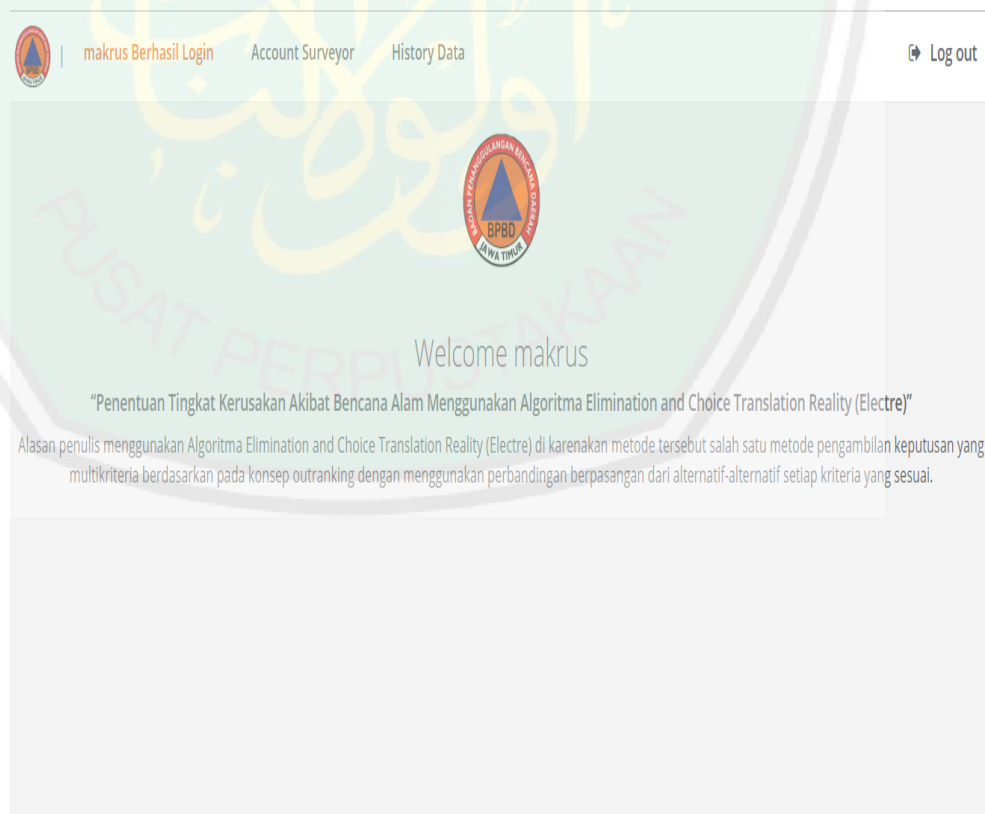 makrus Berhasil Login Account Surveyor History Data Log out
BADAN PENANGGULANGAN BENCANA DAERAH
BPBD
JAWA TIMUR
PUSAT PERPUSTAKAAN
Welcome makrus
“Penentuan Tingkat Kerusakan Akibat Bencana Alam Menggunakan Algoritma Elimination and Choice Translation Reality (Electre)”
Alasan penulis menggunakan Algoritma Elimination and Choice Translation Reality (Electre) di karenakan metode tersebut salah satu metode pengambilan keputusan yang
multikriteria berdasarkan pada konsep outranking dengan menggunakan perbandingan berpasangan dari alternatif-alternatif setiap kriteria yang sesuai.